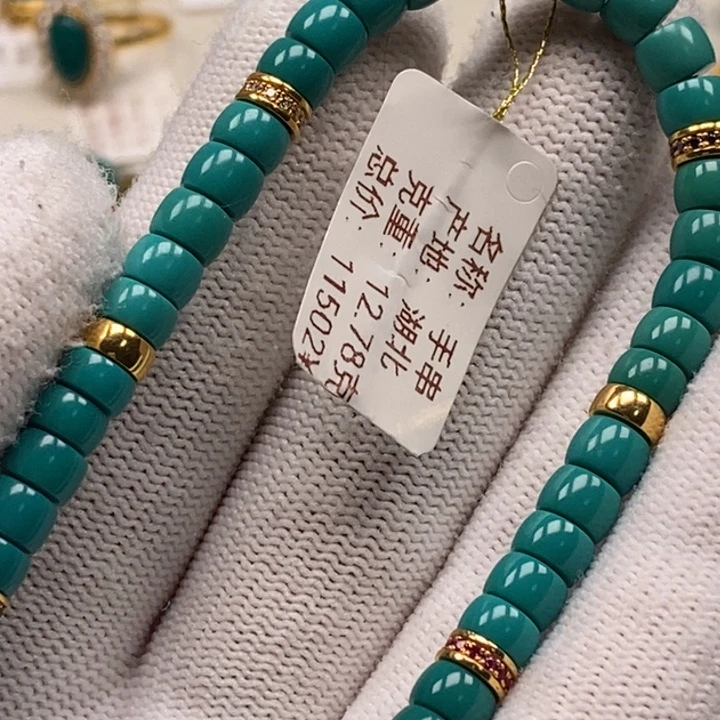 名称: 手串
产地: 湖北
克重: 12.78克
总价: 11502¥